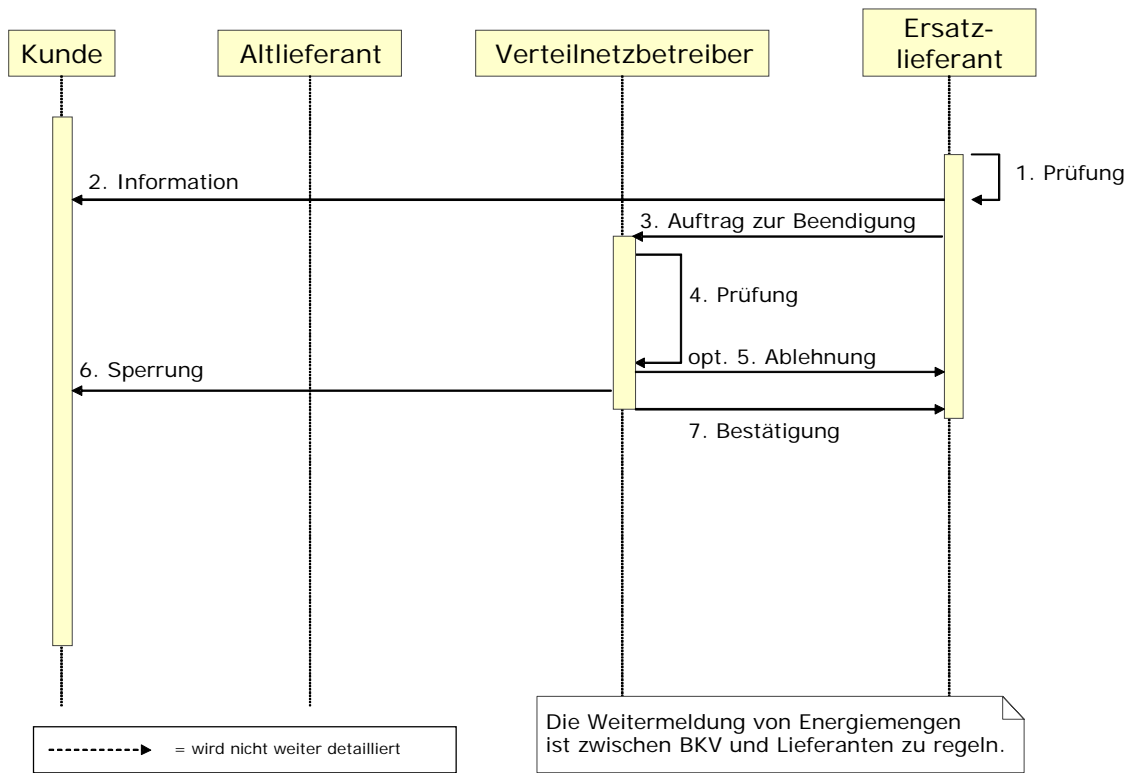 Kunde
Altlieferant
Verteilnetzbetreiber
Ersatz-
lieferant
1. Prüfung
2. Information
3. Auftrag zur Beendigung
4. Prüfung
opt. 5. Ablehnung
6. Sperrung
7. Bestätigung
Die Weitermeldung von Energiemengen
ist zwischen BKV und Lieferanten zu regeln.
= wird nicht weiter detailliert